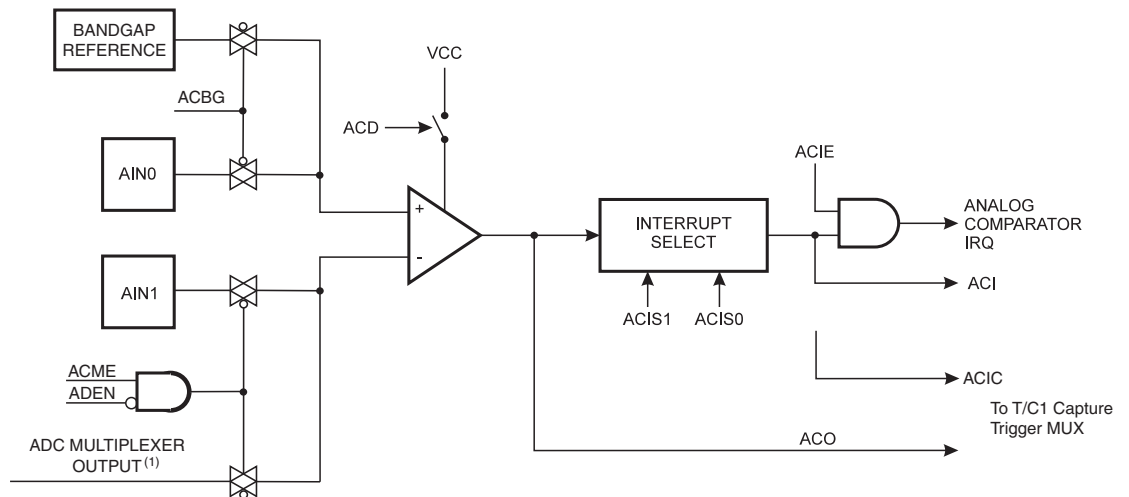 BANDGAP
REFERENCE
VCC
ACBG
ACD
AIN0
ACIE
+
-
INTERRUPT
SELECT
ANALOG
COMPARATOR
IRQ
AIN1
ACI
ACIS1
ACIS0
ACME
ADEN
ACIC
To T/C1 Capture
Trigger MUX
ACO
ADC MULTIPLEXER
OUTPUT (1)